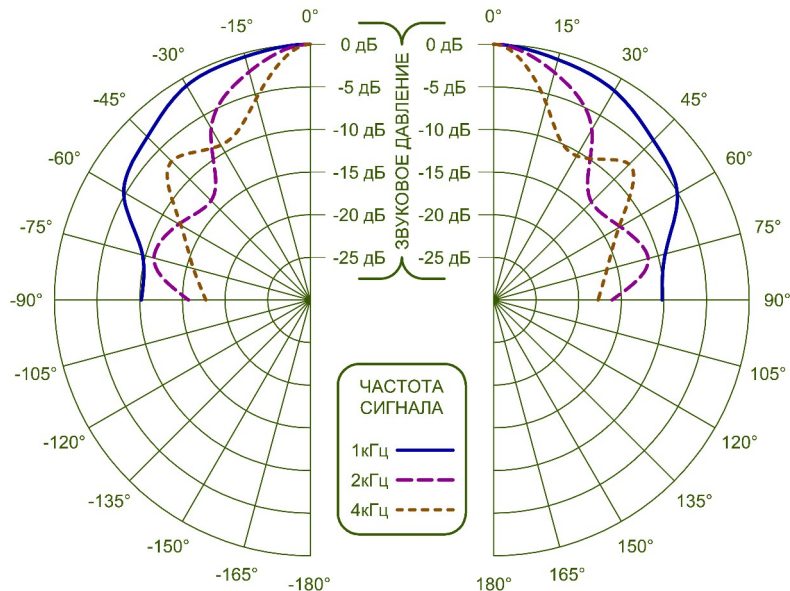 0°
0°
-15°
15°
-30°
30°
-45°
45°
-60°
60°
-75°
75°
-90°
90°
-105°
105°
-120°
120°
-135°
135°
-150°
150°
-165°
165°
-180°
180°
0 дБ
0 дБ
-5 дБ
-5 дБ
-10 дБ
-10 дБ
-15 дБ
-15 дБ
-20 дБ
-20 дБ
-25 дБ
-25 дБ
ЗВУКОВОЕ ДАВЛЕНИЕ
ЧАСТОТА
СИГНАЛА
1кГц
2кГц
4кГц